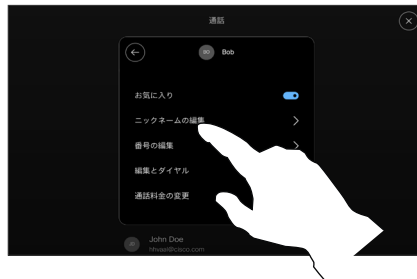 通話
BO
Bob
お気に入り
ニックネームの編集
番号の編集
編集とダイヤル
通話料金の変更
John Doe
hhvaal@cisco.com